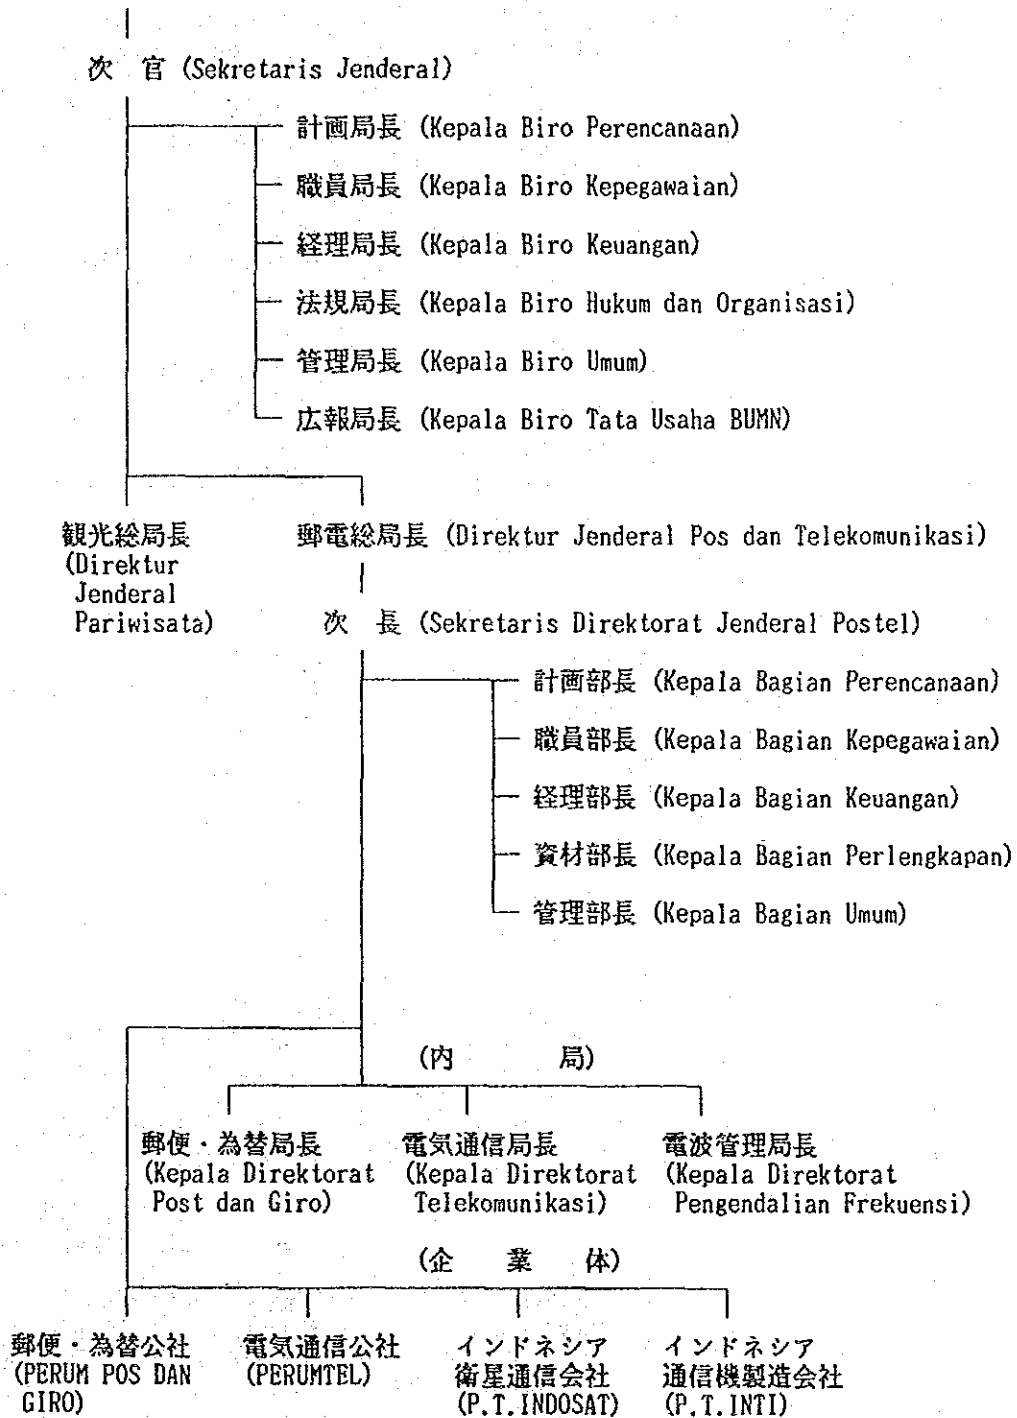 次 官 (Sekretaris Jenderal)
計画局長 (Kepala Biro Perencanaan)
職員局長 (Kepala Biro Kepegawaian)
経理局長 (Kepala Biro Keuangan)
法規局長 (Kepala Biro Hukum dan Organisasi)
管理局長 (Kepala Biro Umum)
広報局長 (Kepala Biro Tata Usaha BUMN)
観光総局長
(Direktur
Jenderal
Pariwisata)
郵電総局長 (Direktur Jenderal Pos dan Telekomunikasi)
次 長 (Sekretaris Direktorat Jenderal Postel)
計画部長 (Kepala Bagian Perencanaan)
職員部長 (Kepala Bagian Kepegawaian)
経理部長 (Kepala Bagian Keuangan)
資材部長 (Kepala Bagian Perlengkapan)
管理部長 (Kepala Bagian Umum)
(内 局)
郵便・為替局長
(Kepala Direktorat
Post dan Giro)
電気通信局長
(Kepala Direktorat
Telekomunikasi)
電波管理局長
(Kepala Direktorat
Pengendalian Frekuensi)
(企 業 体)
郵便・為替公社
(PERUM POS DAN
GIRO)
電気通信公社
(PERUMTEL)
インドネシア
衛星通信会社
(P.T.INDOSAT)
インドネシア
通信機製造会社
(P.T.INTI)